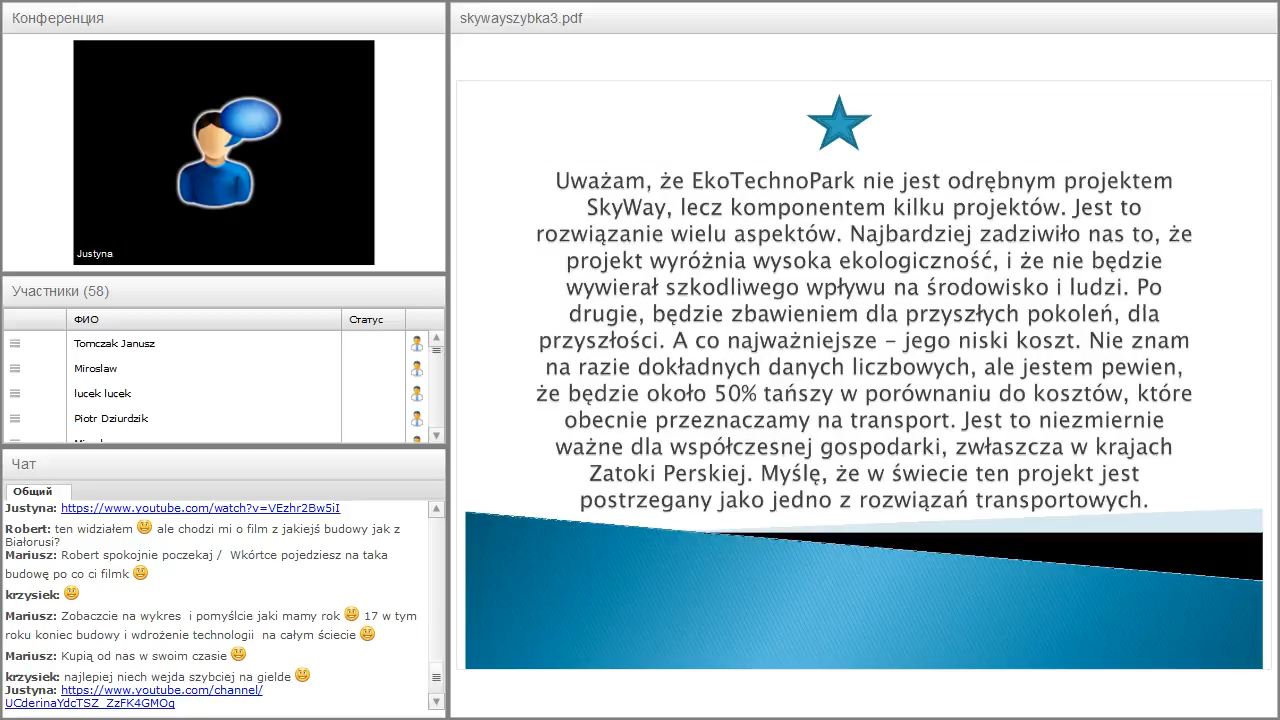 Конференция
Justyna
Участники (58)
ФИО
Статус
Tomczak Janusz
Miroslaw
lucek lucek
Piotr Dziurdzik
Чат
Общий
Justyna: https://www.youtube.com/watch?v=VEzhr2Bw5iI
Robert: ten widziałem ale chodzi mi o film z jakiejś budowy jak z
Białorusi?
Mariusz: Robert spokojnie poczekaj / Wkórtce pojedziesz na taka
budowę po co ci filmk
krzysiek:
Mariusz: Zobaczcie na wykres i pomyślcie jaki mamy rok 17 w tym
roku koniec budowy i wdrożenie technologii na całym ściecie
Mariusz: Kupią od nas w swoim czasie
krzysiek: najlepiej niech wejda szybciej na gielde
Justyna: https://www.youtube.com/channel/
UCderinaYdcTSZ_ZzFK4GMOg
skywayszybka3.pdf
Uważam, że EkoTechnoPark nie jest odrębnym projektem
SkyWay, lecz komponentem kilku projektów. Jest to
rozwiązanie wielu aspektów. Najbardziej zadziwiło nas to, że
projekt wyróżnia wysoka ekologiczność, i że nie będzie
wywierał szkodliwego wpływu na środowisko i ludzi. Po
drugie, będzie zbawieniem dla przyszłych pokoleń, dla
przyszłości. A co najważniejsze – jego niski koszt. Nie znam
na razie dokładnych danych liczbowych, ale jestem pewien,
że będzie około 50% tańszy w porównaniu do kosztów, które
obecnie przeznaczamy na transport. Jest to niezmiernie
ważne dla współczesnej gospodarki, zwłaszcza w krajach
Zatoki Perskiej. Myślę, że w świecie ten projekt jest
postrzegany jako jedno z rozwiązań transportowych.